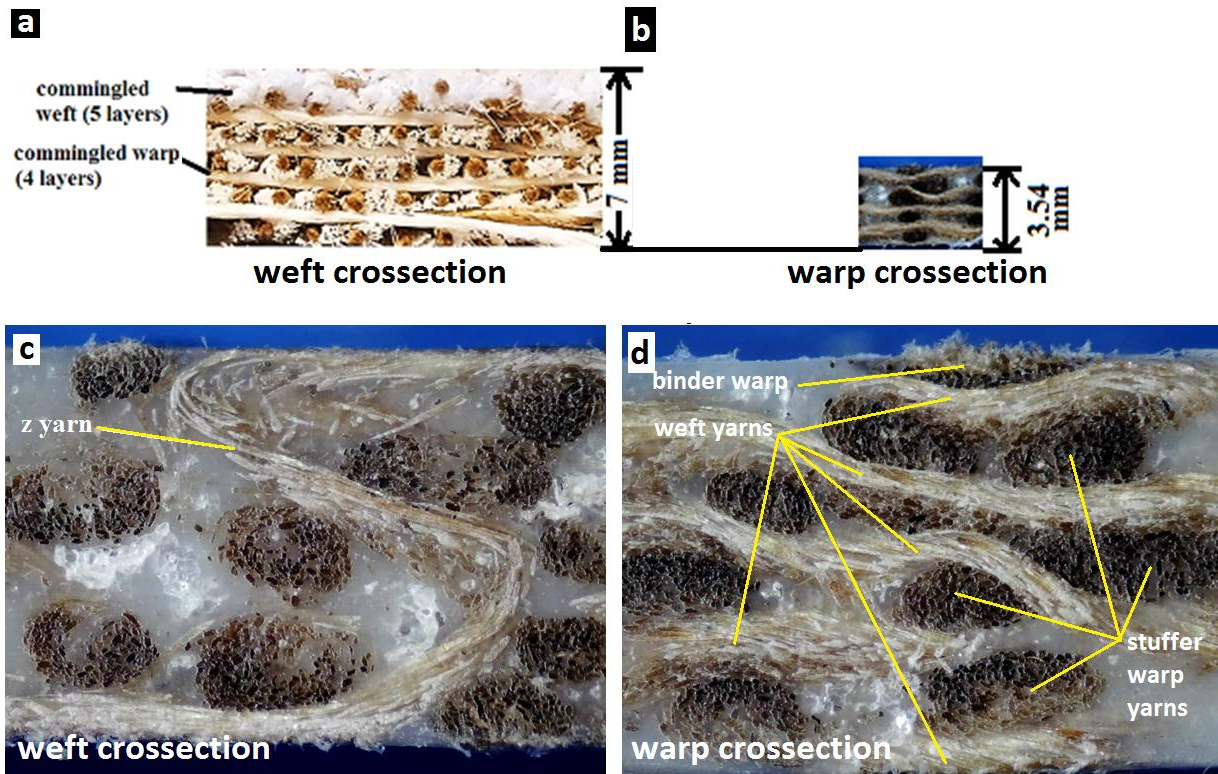 a
b
commingled
weft (5 layers)
commingled warp
(4 layers)
7 mm
3.54
mm
weft crossection
warp crossection
c
d
z yarn
binder warp
weft yarns
stuffer
warp
yarns
weft crossection
warp crossection